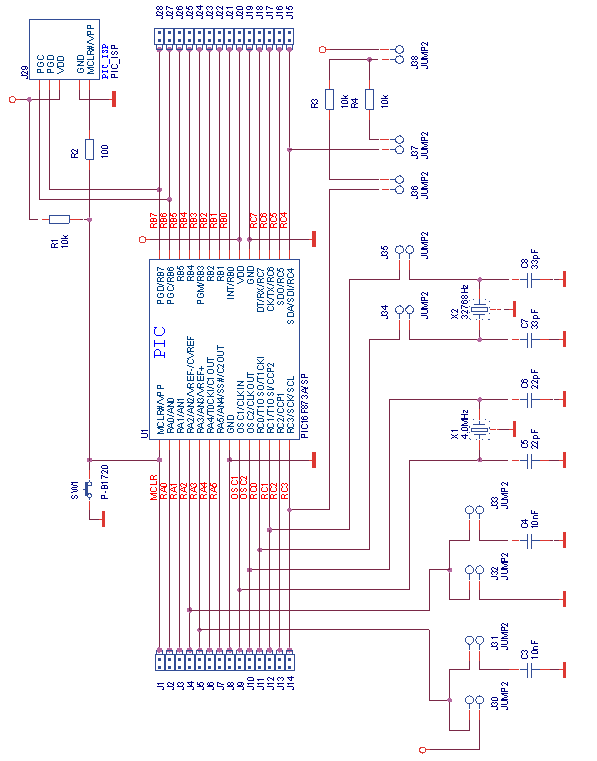 J29
PGC
PGD
VDD
GND
MCLR#/VPP
PIC_ISP
PIC_ISP
R2
100
R1
10k
J28
J27
J26
J25
J24
J23
J22
J21
J20
J19
J18
J17
J16
J15
RB7
RB6
RB5
RB4
RB3
RB2
RB1
RB0
RC7
RC6
RC5
RC4
J38
JUMP2
R3
10k
R4
10k
J37
JUMP2
J36
JUMP2
PGD/RB7
PGC/RB6
RB5
RB4
PGM/RB3
RB2
RB1
INT/RB0
VDD
GND
DT/RX/RC7
CK/TX/RC6
SDO/RC5
SDA/SDI/RC4
PIC
U1
MCLR#/VPP
RA0/AN0
RA1/AN1
RA2/AN2/VREF-/CVREF
RA3/AN3/VREF+
RA4/T0CKI/C1OUT
RA5/AN4/SS#/C2OUT
GND
OSC1/CLKIN
OSC2/CLKOUT
RC0/T1OSO/T1CKI
RC1/T1OSI/CCP2
RC2/CCP1
RC3/SCK/SCL
PIC16F873A/SP
SW1
P-B1720
MCLR
RA0
RA1
RA2
RA3
RA4
RA5
OSC1
OSC2
RC0
RC1
RC2
RC3
J35
JUMP2
J34
JUMP2
X2
32768Hz
C8
33pF
C7
33pF
X1
4.0MHz
C6
22pF
C5
22pF
J33
JUMP2
C4
10nF
J32
JUMP2
J31
JUMP2
C3
10nF
J30
JUMP2
J1
J2
J3
J4
J5
J6
J7
J8
J9
J10
J11
J12
J13
J14